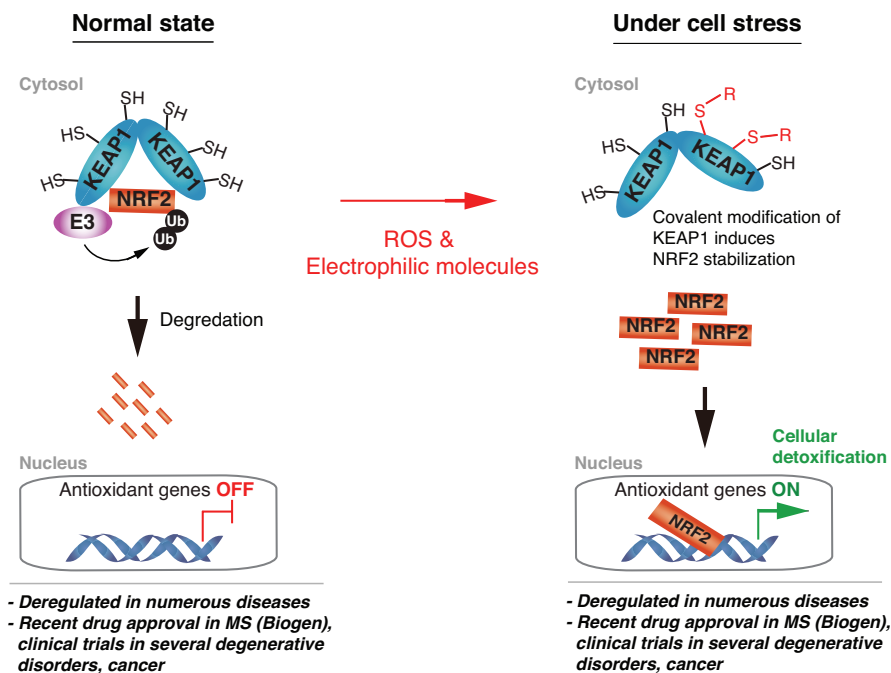 Normal state
Cytosol
SH
SH
HS
SH
HS
SH
KEAP1
KEAP1
NRF2
E3
Ub
Ub
Degredation
Nucleus
Antioxidant genes OFF
- Deregulated in numerous diseases
- Recent drug approval in MS (Biogen),
clinical trials in several degenerative
disorders, cancer
ROS &
Electrophilic molecules
Under cell stress
Cytosol
SH
S
R
S
R
HS
SH
HS
KEAP1
KEAP1
Covalent modification of
KEAP1 induces
NRF2 stabilization
NRF2
NRF2
NRF2
NRF2
Cellular
detoxification
Nucleus
Antioxidant genes ON
NRF2
- Deregulated in numerous diseases
- Recent drug approval in MS (Biogen),
clinical trials in several degenerative
disorders, cancer